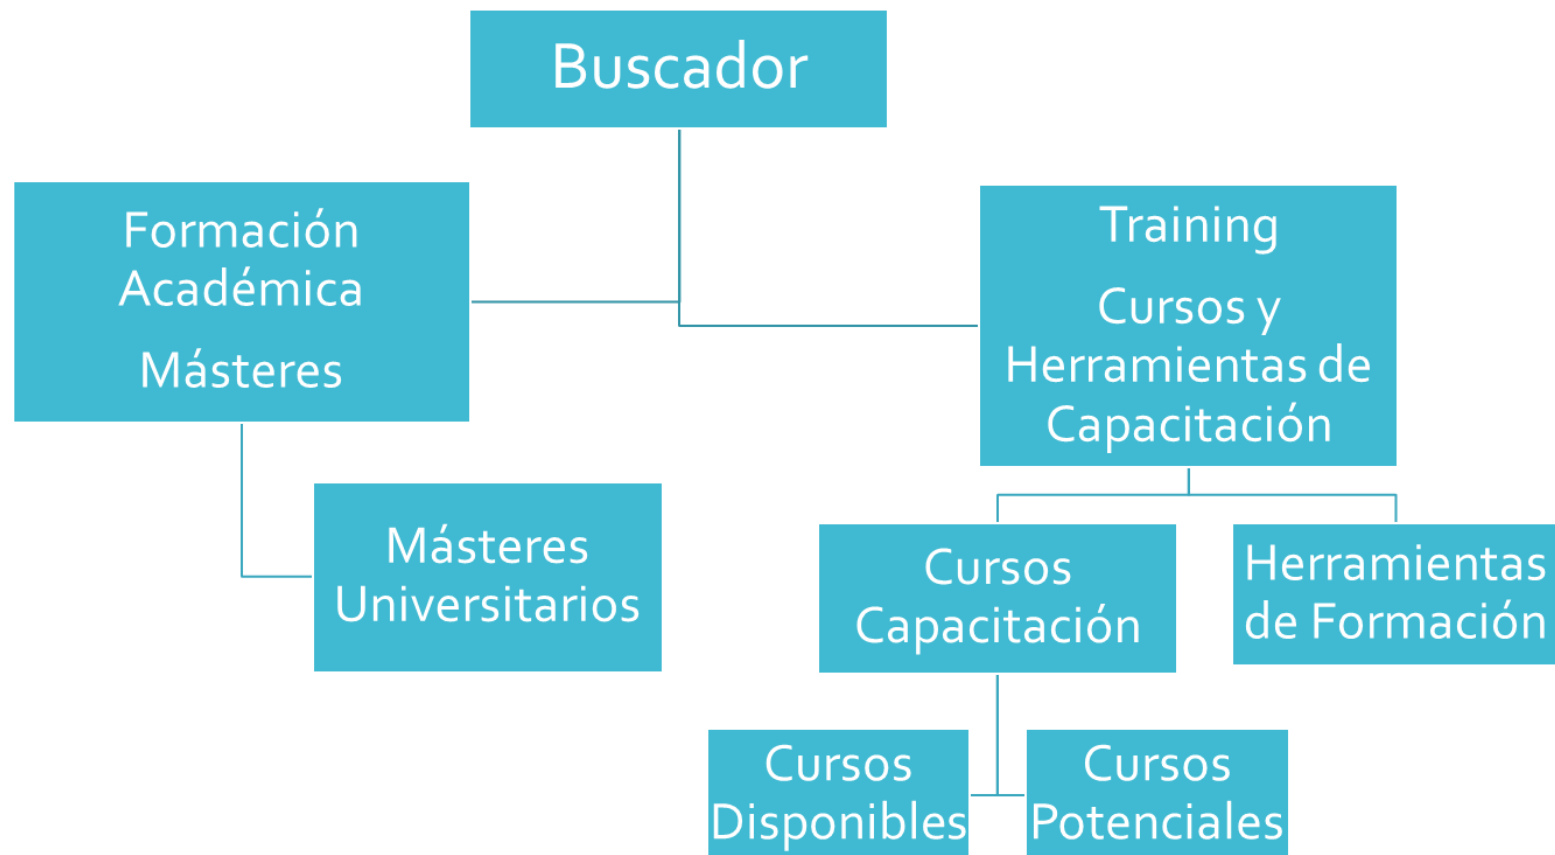 Buscador
Formación
Académica
Másteres
Training
Cursos y
Herramientas de
Capacitación
Másteres
Universitarios
Cursos
Capacitación
Herramientas
de Formación
Cursos
Disponibles
Cursos
Potenciales